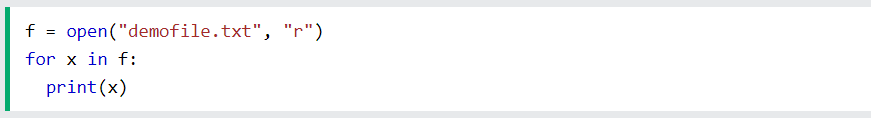 f = open("demofile.txt", "r")
for x in f:
  print(x)